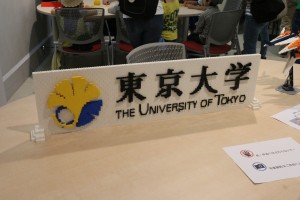 東京大学
THE UNIVERSITY OF TOKYO